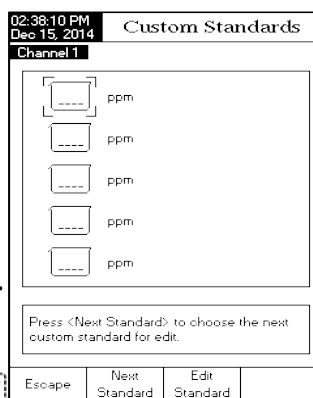 02:38:10 PM
Dec 15, 2014
Custom Standards
Channel 1
---- ppm
---- ppm
---- ppm
---- ppm
---- ppm
Press <Next Standard> to choose the next
custom standard for edit.
Escape
Next
Standard
Edit
Standard